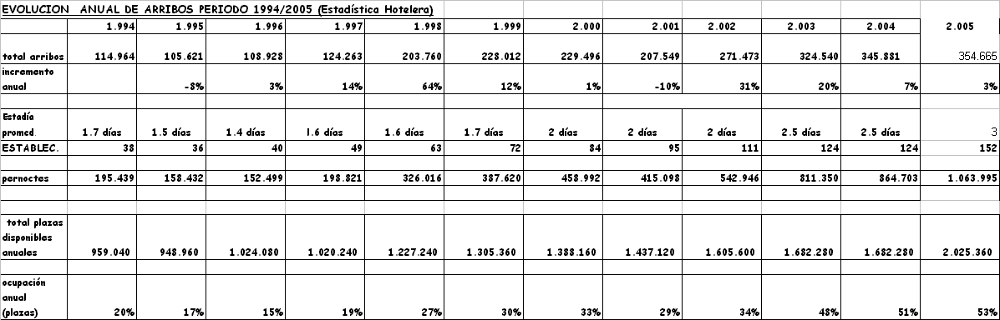 EVOLUCION ANUAL DE ARRIBOS PERIODO 1994/2005 (Estadística Hotelera)
1.994 1.995 1.996 1.997 1.998 1.999 2.000 2.001 2.002 2.003 2.004 2.005
total arribos 114.964 105.621 108.928 124.263 203.760 228.012 229.496 207.549 271.473 324.540 345.881 354.665
incremento
anual -8% 3% 14% 64% 12% 1% -10% 31% 20% 7% 3%
Estadía
promed. 1.7 días 1.5 días 1.4 días 1.6 días 1.6 días 1.7 días 2 días 2 días 2 días 2.5 días 2.5 días 3
ESTABLEC. 38 36 40 49 63 72 84 95 111 124 124 152
pernoctes 195.439 158.432 152.499 198.821 326.016 387.620 458.992 415.098 542.946 811.350 864.703 1.063.995
total plazas
disponibles
anuales 959.040 948.960 1.024.080 1.020.240 1.227.240 1.305.360 1.388.160 1.437.120 1.605.600 1.682.280 1.682.280 2.025.360
ocupación
anual
(plazas) 20% 17% 15% 19% 27% 30% 33% 29% 34% 48% 51% 53%